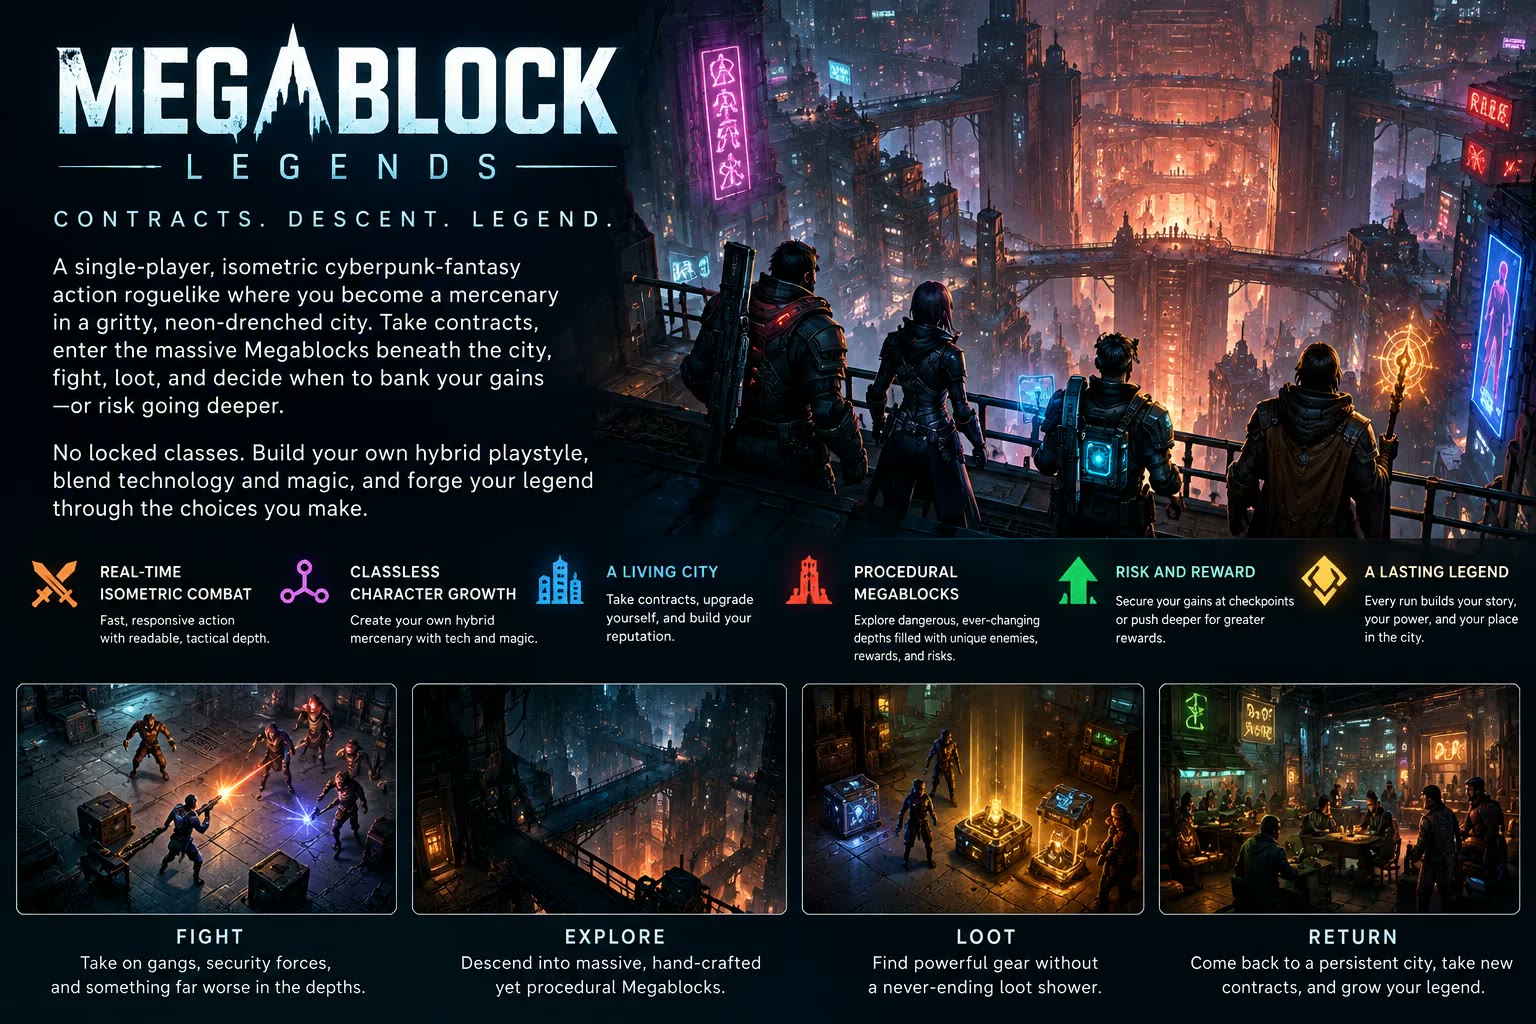 MEGABLOCK
LEGENDS
CONTRACTS. DESCENT. LEGEND.
A single-player, isometric cyberpunk-fantasy
action roguelike where you become a mercenary
in a gritty, neon-drenched city. Take contracts,
enter the massive Megablocks beneath the city,
fight, loot, and decide when to bank your gains
—or risk going deeper.
No locked classes. Build your own hybrid playstyle,
blend technology and magic, and forge your legend
through the choices you make.
REAL-TIME
ISOMETRIC COMBAT
Fast, responsive action
with readable, tactical depth.
CLASSLESS
CHARACTER GROWTH
Create your own hybrid
mercenary with tech and magic.
A LIVING CITY
Take contracts, upgrade
yourself, and build your
reputation.
PROCEDURAL
MEGABLOCKS
Explore dangerous, ever-changing
depths filled with unique enemies,
rewards, and risks.
RISK AND REWARD
Secure your gains at checkpoints
or push deeper for greater
rewards.
A LASTING LEGEND
Every run builds your story,
your power, and your place
in the city.
FIGHT
Take on gangs, security forces,
and something far worse in the depths.
EXPLORE
Descend into massive, hand-crafted
yet procedural Megablocks.
LOOT
Find powerful gear without
a never-ending loot shower.
RETURN
Come back to a persistent city, take new
contracts, and grow your legend.